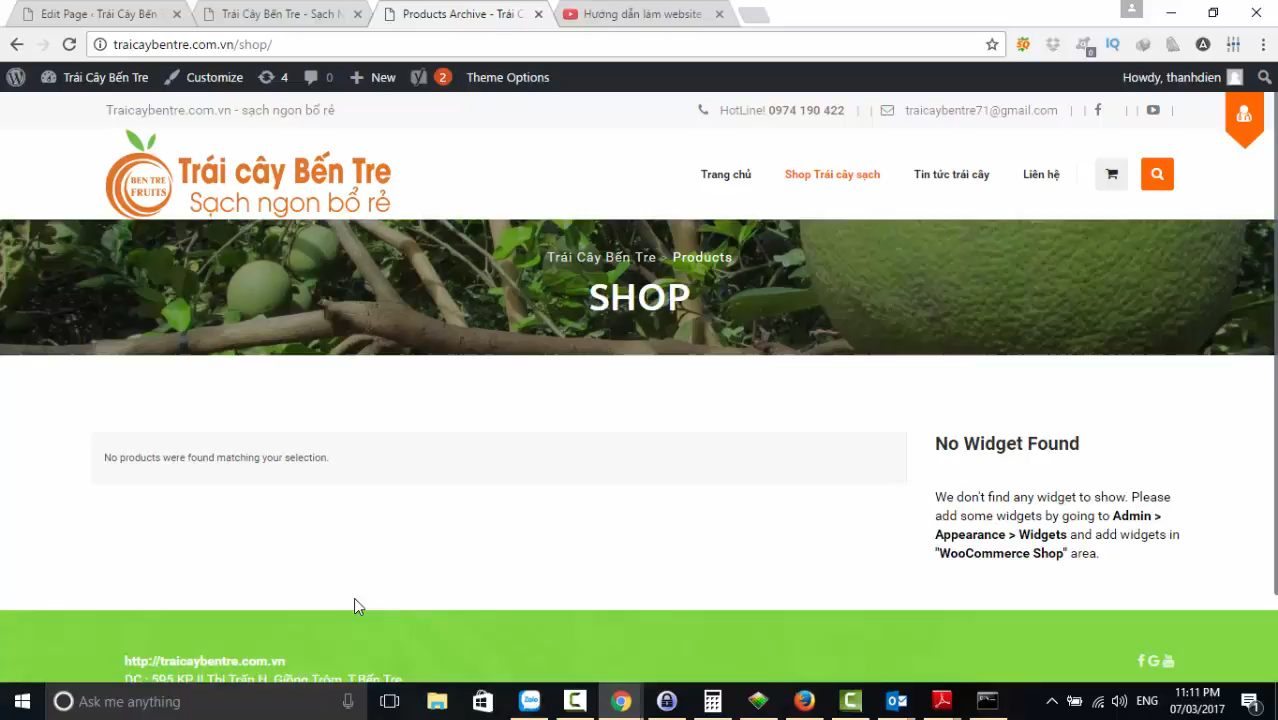 Edit Page ‹ Trái Cây Bến
Trái Cây Bến Tre - Sạch N
Products Archive - Trái C
Hướng dẫn làm website
traicaybentre.com.vn/shop/
Trái Cây Bến Tre
Customize
4
0
New
2
Theme Options
Howdy, thanhdien
Traicaybentre.com.vn - sạch ngon bổ rẻ
HotLine! 0974 190 422
traicaybentre71@gmail.com
BEN TRE
FRUITS
Trái cây Bến Tre
Sạch ngon bổ rẻ
Trang chủ
Shop Trái cây sạch
Tin tức trái cây
Liên hệ
Trái Cây Bến Tre > Products
SHOP
No products were found matching your selection.
No Widget Found
We don't find any widget to show. Please
add some widgets by going to Admin >
Appearance > Widgets and add widgets in
"WooCommerce Shop" area.
http://traicaybentre.com.vn
Ask me anything
ENG
11:11 PM
07/03/2017